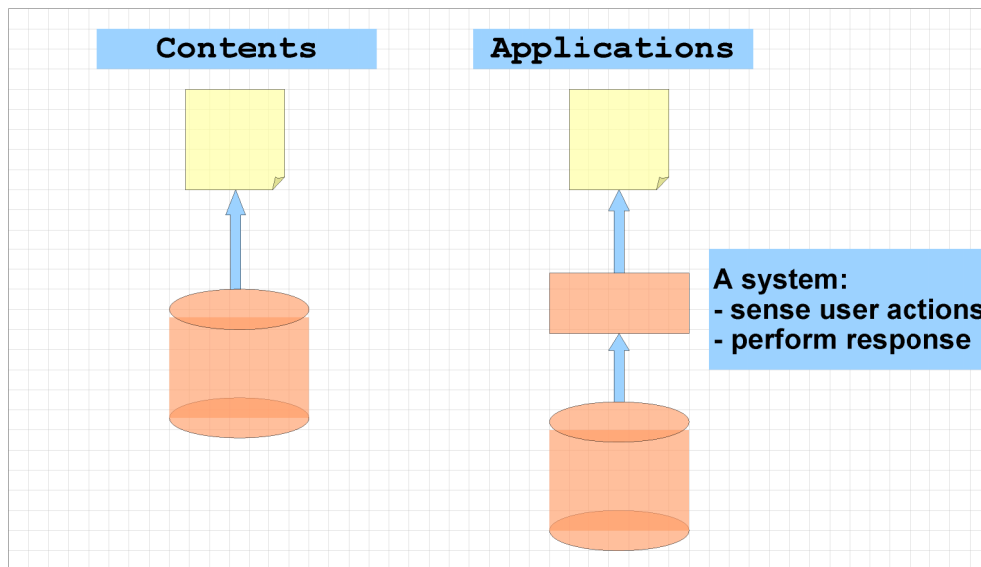 Contents
Applications
A system:
- sense user actions
- perform response